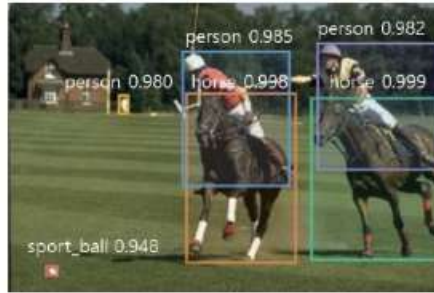 person 0.985
person 0.982
person 0.980
horse 0.998
horse 0.999
sport_ball 0.948